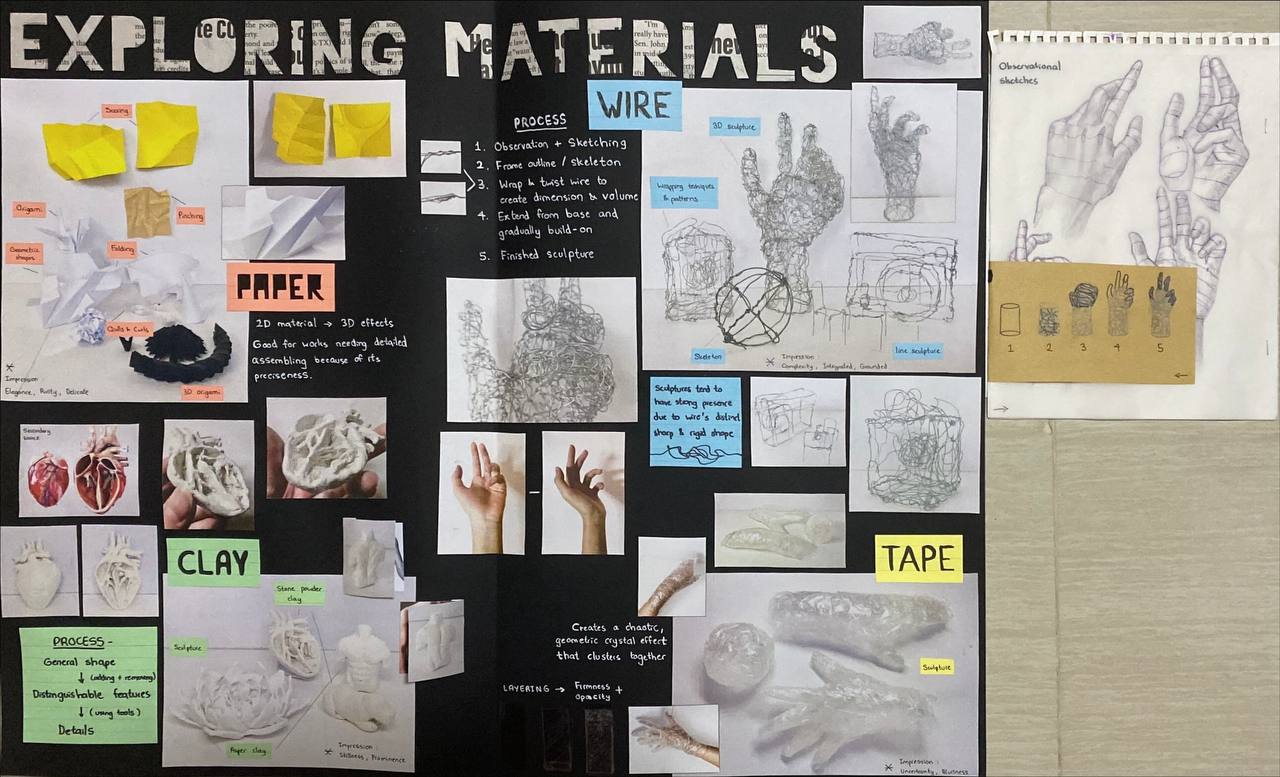 EXPLORING MATERIALS
Scoring
Origami
Pinching
Geometric
shapes
Folding
Quills & Curls
3D origami
Impression:
Elegance, Purity, Delicate
PAPER
2D material → 3D effects
Good for works needing detailed
assembling because of its
preciseness.
WIRE
PROCESS
1. Observation + Sketching
2. Frame outline / skeleton
3. Wrap & twist wire to
create dimension & volume
4. Extend from base and
gradually build-on
5. Finished sculpture
3D sculpture
Wrapping
& patterns
Skeleton
line sculpture
Impression:
Complexity, Integrated, Grounded
Sculptures tend to
have strong presence
due to wire's distinct
sharp & rigid shape
Observational
sketches
1 2 3 4 5
Secondary
source
CLAY
PROCESS -
General shape
↓ (adding + removing)
Distinguishable features
↓ (using tools)
Details
Stone powder
clay
Sculpture
Paper clay
Impression:
Stillness, Prominence
TAPE
Creates a chaotic,
geometric crystal effect
that clusters together
LAYERING → Firmness +
Opacity
Sculpture
Impression:
Uncertainty, Blurriness